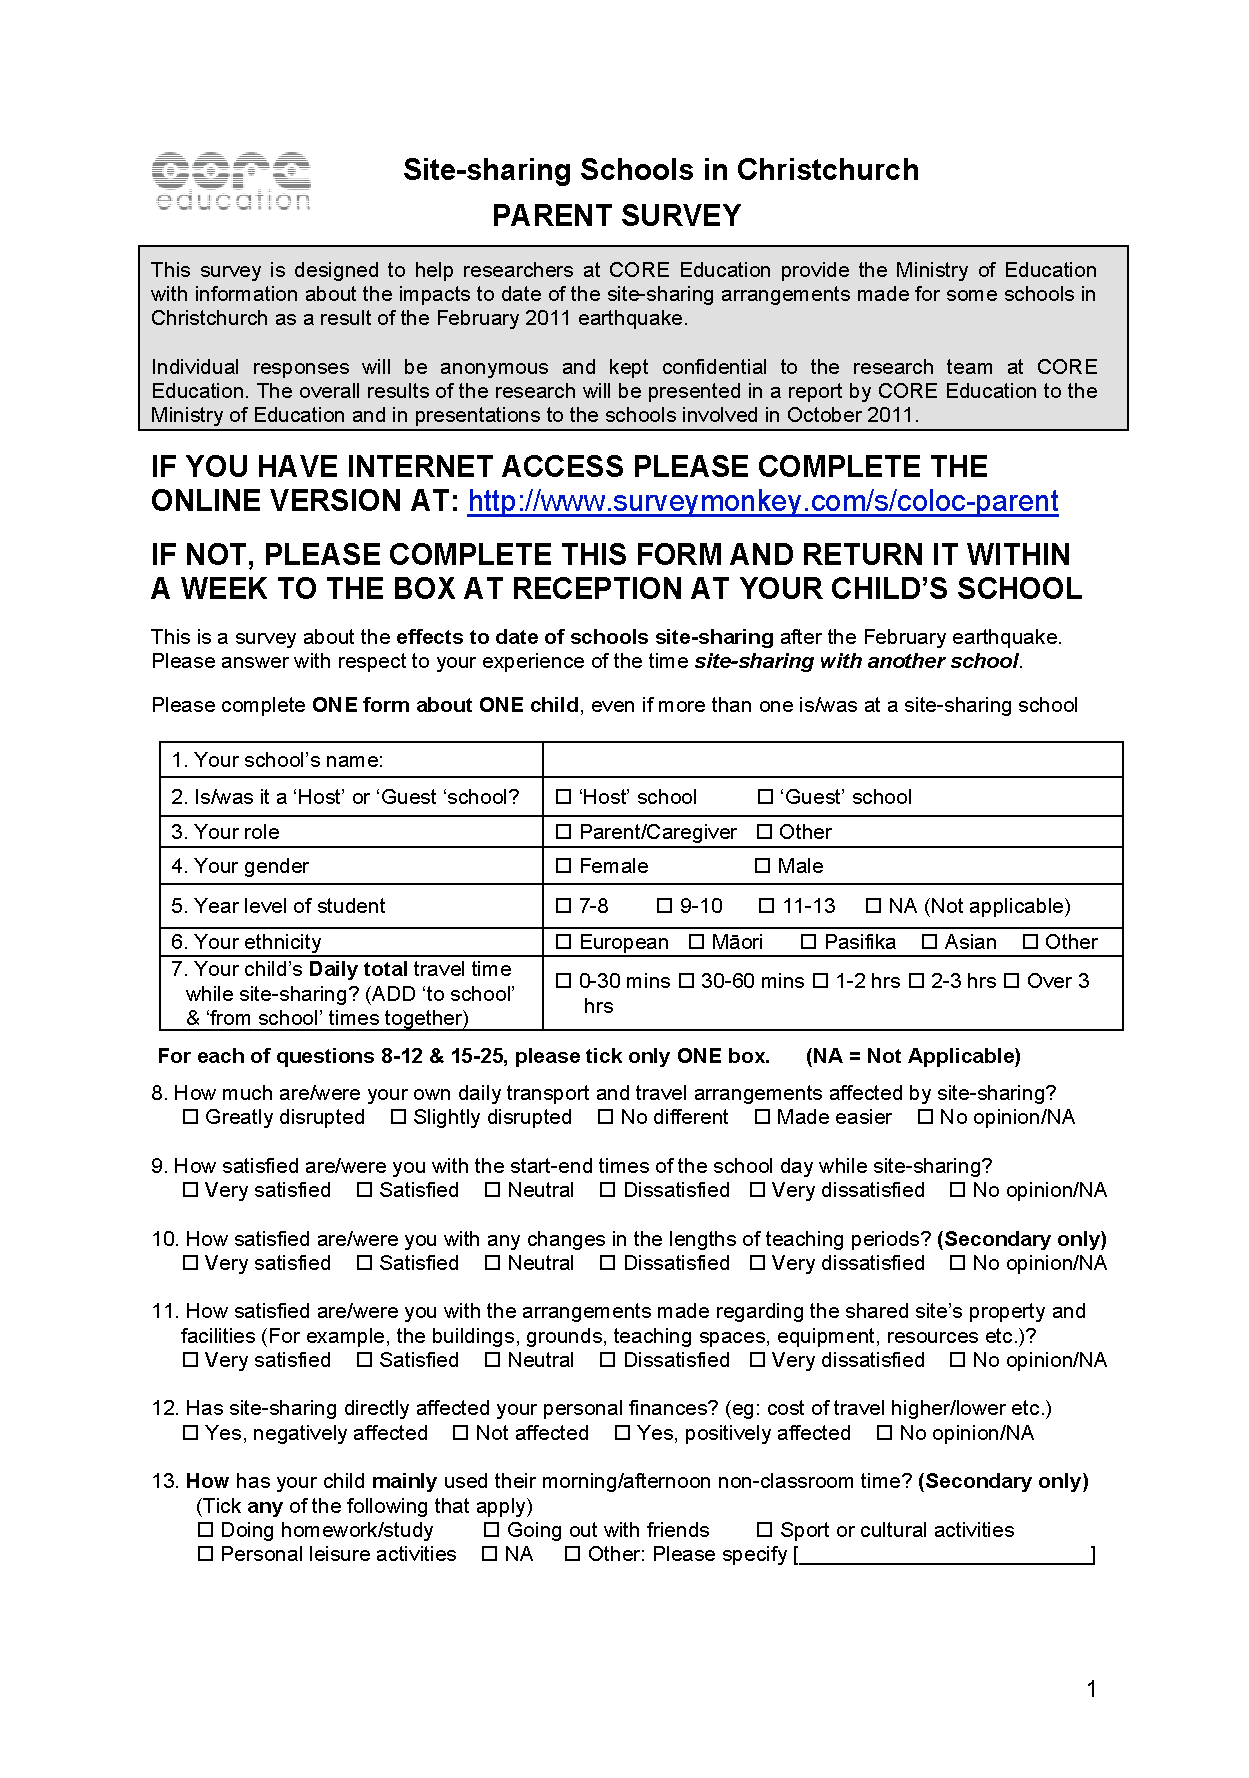 core
education
Site-sharing Schools in Christchurch
PARENT SURVEY
This survey is designed to help researchers at CORE Education provide the Ministry of Education
with information about the impacts to date of the site-sharing arrangements made for some schools in
Christchurch as a result of the February 2011 earthquake.
Individual responses will be anonymous and kept confidential to the research team at CORE
Education. The overall results of the research will be presented in a report by CORE Education to the
Ministry of Education and in presentations to the schools involved in October 2011.
IF YOU HAVE INTERNET ACCESS PLEASE COMPLETE THE
ONLINE VERSION AT: http://www.surveymonkey.com/s/coloc-parent
IF NOT, PLEASE COMPLETE THIS FORM AND RETURN IT WITHIN
A WEEK TO THE BOX AT RECEPTION AT YOUR CHILD’S SCHOOL
This is a survey about the effects to date of schools site-sharing after the February earthquake.
Please answer with respect to your experience of the time site-sharing with another school.
Please complete ONE form about ONE child, even if more than one is/was at a site-sharing school
1. Your school’s name:
2. Is/was it a ‘Host’ or ‘Guest ‘school? ☐ ‘Host’ school ☐ ‘Guest’ school
3. Your role ☐ Parent/Caregiver ☐ Other
4. Your gender ☐ Female ☐ Male
5. Year level of student ☐ 7-8 ☐ 9-10 ☐ 11-13 ☐ NA (Not applicable)
6. Your ethnicity ☐ European ☐ Māori ☐ Pasifika ☐ Asian ☐ Other
7. Your child’s Daily total travel time
while site-sharing? (ADD ‘to school’
& ‘from school’ times together)
☐ 0-30 mins ☐ 30-60 mins ☐ 1-2 hrs ☐ 2-3 hrs ☐ Over 3
hrs
For each of questions 8-12 & 15-25, please tick only ONE box. (NA = Not Applicable)
8. How much are/were your own daily transport and travel arrangements affected by site-sharing?
☐ Greatly disrupted ☐ Slightly disrupted ☐ No different ☐ Made easier ☐ No opinion/NA
9. How satisfied are/were you with the start-end times of the school day while site-sharing?
☐ Very satisfied ☐ Satisfied ☐ Neutral ☐ Dissatisfied ☐ Very dissatisfied ☐ No opinion/NA
10. How satisfied are/were you with any changes in the lengths of teaching periods? (Secondary only)
☐ Very satisfied ☐ Satisfied ☐ Neutral ☐ Dissatisfied ☐ Very dissatisfied ☐ No opinion/NA
11. How satisfied are/were you with the arrangements made regarding the shared site’s property and
facilities (For example, the buildings, grounds, teaching spaces, equipment, resources etc.)?
☐ Very satisfied ☐ Satisfied ☐ Neutral ☐ Dissatisfied ☐ Very dissatisfied ☐ No opinion/NA
12. Has site-sharing directly affected your personal finances? (eg: cost of travel higher/lower etc.)
☐ Yes, negatively affected ☐ Not affected ☐ Yes, positively affected ☐ No opinion/NA
13. How has your child mainly used their morning/afternoon non-classroom time? (Secondary only)
(Tick any of the following that apply)
☐ Doing homework/study ☐ Going out with friends ☐ Sport or cultural activities
☐ Personal leisure activities ☐ NA ☐ Other: Please specify [__________________________]
1